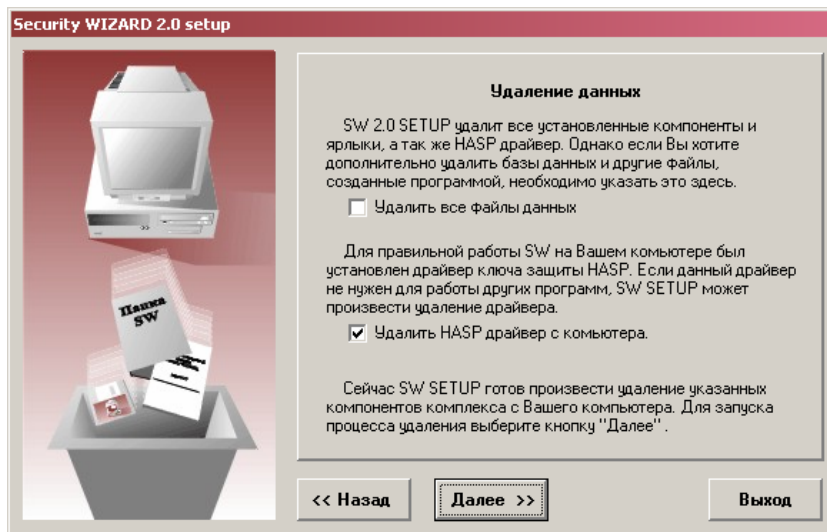 Security WIZARD 2.0 setup
Удаление данных
SW 2.0 SETUP удалит все установленные компоненты и
ярлыки, а так же HASP драйвер. Однако если Вы хотите
дополнительно удалить базы данных и другие файлы,
созданные программой, необходимо указать это здесь.
Удалить все файлы данных
Для правильной работы SW на Вашем комьютере был
установлен драйвер ключа защиты HASP. Если данный драйвер
не нужен для работы других программ, SW SETUP может
произвести удаление драйвера.
Удалить HASP драйвер с комьютера.
Сейчас SW SETUP готов произвести удаление указанных
компонентов комплекса с Вашего компьютера. Для запуска
процесса удаления выберите кнопку "Далее" .
Папка
SW
<< Назад
Далее >>
Выход